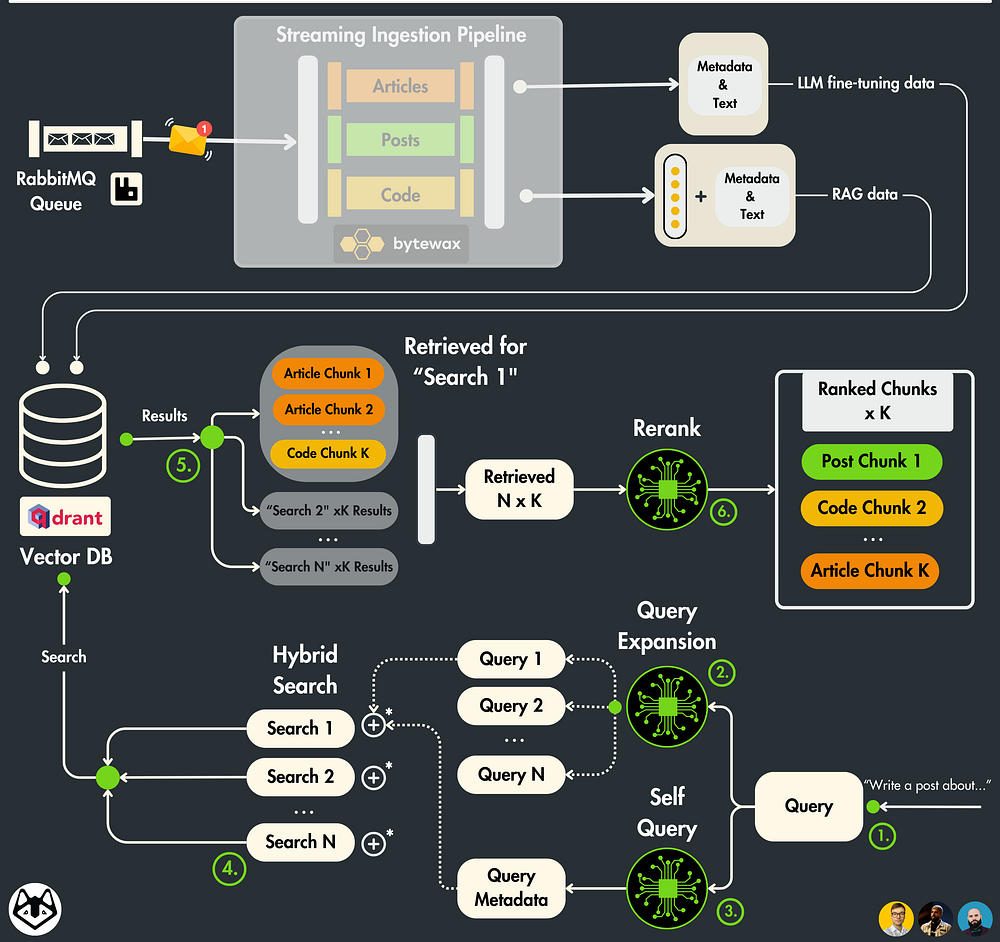 Streaming Ingestion Pipeline
Articles
Posts
Code
bytewax
RabbitMQ
Queue
1
Metadata
&
Text
LLM fine-tuning data
+
Metadata
&
Text
RAG data
Retrieved for
“Search 1"
Article Chunk 1
Article Chunk 2
...
Code Chunk K
“Search 2" xK Results
...
“Search N" xK Results
Results
5.
qdrant
Vector DB
Retrieved
N x K
Rerank
6.
Ranked Chunks
x K
Post Chunk 1
Code Chunk 2
...
Article Chunk K
Search
Hybrid
Search
Search 1
+*
Search 2
+*
...
Search N
+*
4.
Query 1
Query 2
...
Query N
Query
Expansion
2.
Self
Query
3.
Query
Metadata
Query
“Write a post about...”
1.